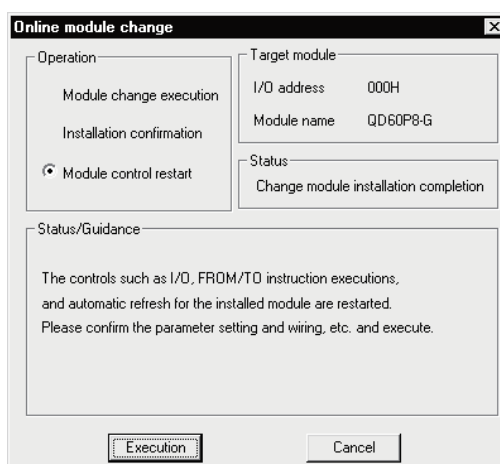 Online module change
Operation
Module change execution
Installation confirmation
Module control restart
Target module
I/O address 000H
Module name QD60P8-G
Status
Change module installation completion
Status/Guidance
The controls such as I/O, FROM/TO instruction executions,
and automatic refresh for the installed module are restarted.
Please confirm the parameter setting and wiring, etc. and execute.
Execution
Cancel